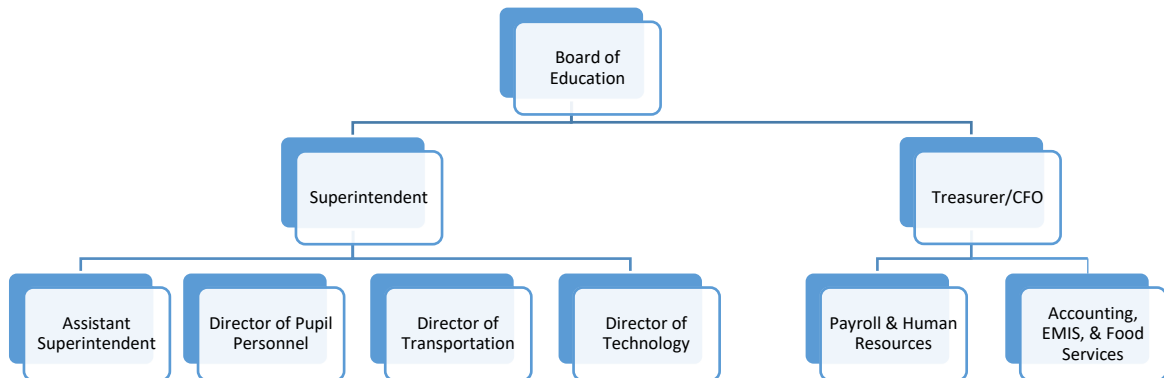 Board of
Education
Superintendent
Treasurer/CFO
Assistant
Superintendent
Director of Pupil
Personnel
Director of
Transportation
Director of
Technology
Payroll & Human
Resources
Accounting,
EMIS, & Food
Services